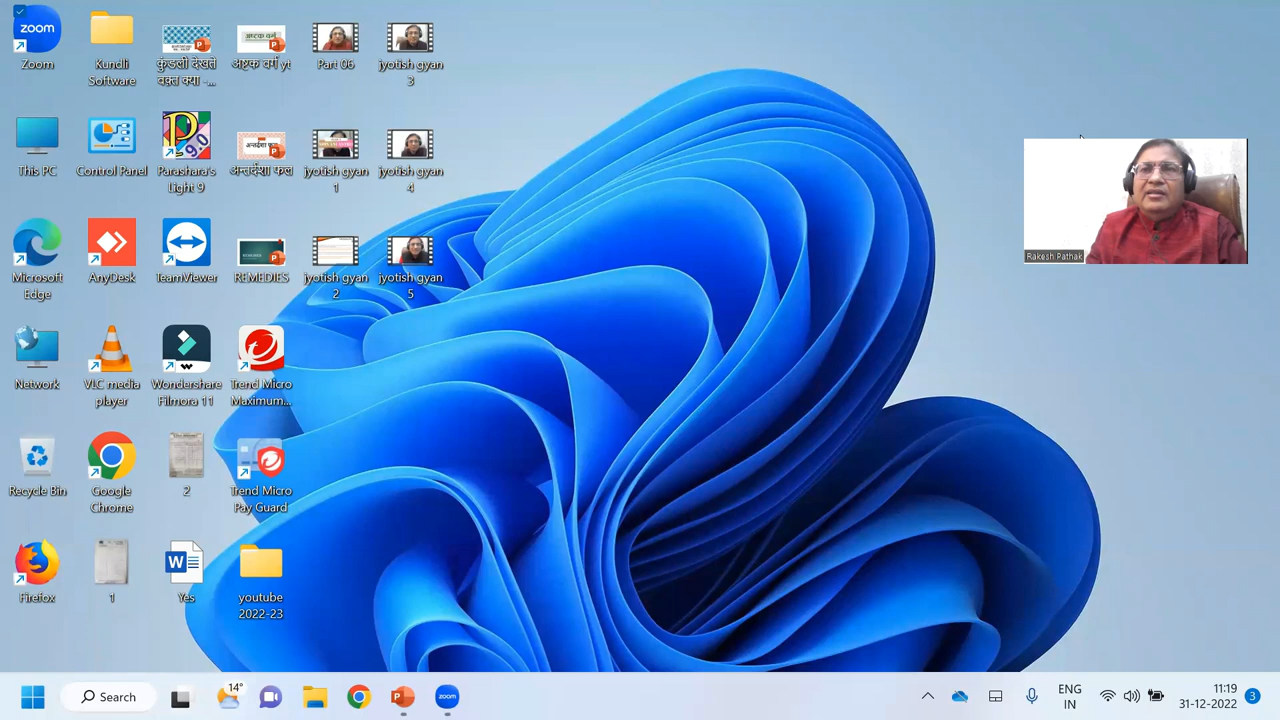 Zoom
Kundli
Software
कुंडली देखते
वक़्त क्या -...
अष्टक वर्ग yt
Part 06
jyotish gyan
3
This PC
Control Panel
Parashara's
Light 9
अन्तर्दशा फल
jyotish gyan
1
jyotish gyan
4
Microsoft
Edge
AnyDesk
TeamViewer
REMEDIES
jyotish gyan
2
jyotish gyan
5
Network
VLC media
player
Wondershare
Filmora 11
Trend Micro
Maximum...
Recycle Bin
Google
Chrome
2
Trend Micro
Pay Guard
Firefox
1
Yes
youtube
2022-23
Rakesh Pathak
Search
14°
ENG
IN
11:19
31-12-2022
3